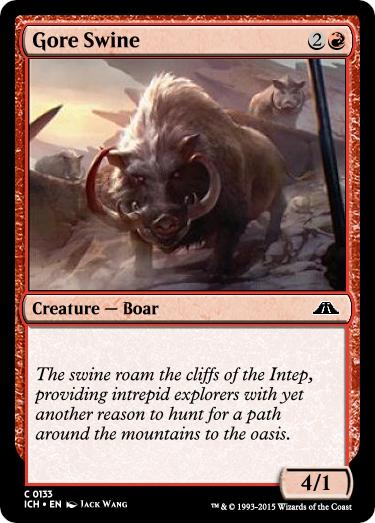 Gore Swine 2
Creature — Boar
The swine roam the cliffs of the Intep,
providing intrepid explorers with yet
another reason to hunt for a path
around the mountains to the oasis.
4/1
C 0133
ICH • EN Jack Wang
™ & © 1993-2015 Wizards of the Coast